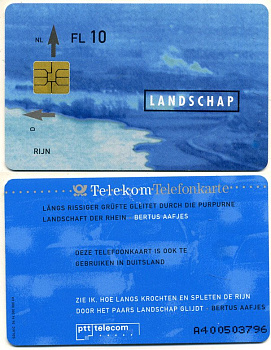 NL FL 10
LANDSCHAP
D
RIJN
Telekom Telefonkarte
LÄNGS RISSIGER GRÜFTE GLEITET DURCH DIE PURPURNE
LANDSCHAFT DER RHEIN BERTUS AAFJES
DEZE TELEFOONKAART IS OOK TE
GEBRUIKEN IN DUITSLAND
ZIE IK, HOE LANGS KROCHTEN EN SPLETEN DE RIJN
DOOR HET PAARS LANDSCHAP GLIJDT BERTUS AAFJES
ptt telecom
A400503796